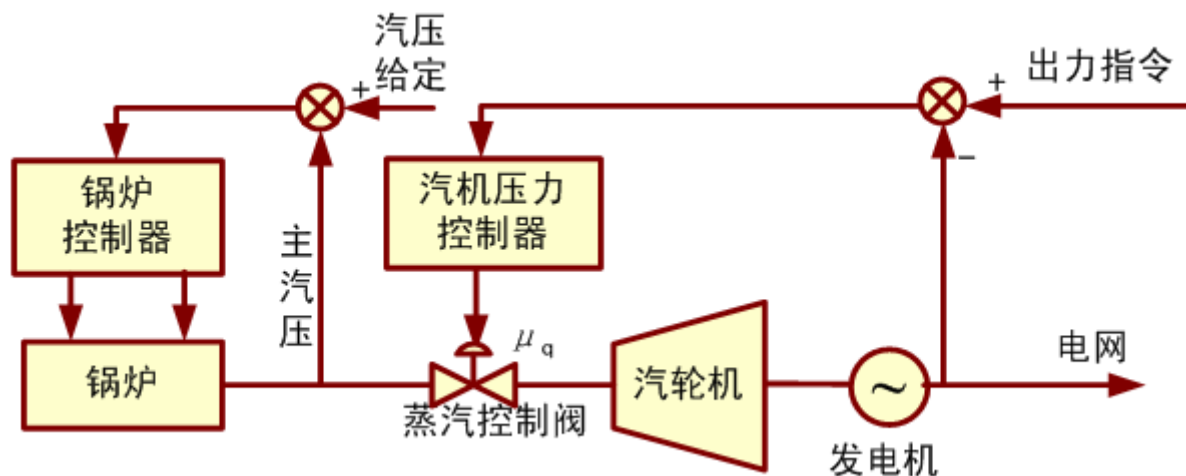 汽压
给定
+
出力指令
+
-
锅炉
控制器
主
汽
压
汽机压力
控制器
μq
锅炉
蒸汽控制阀
汽轮机
~
发电机
电网